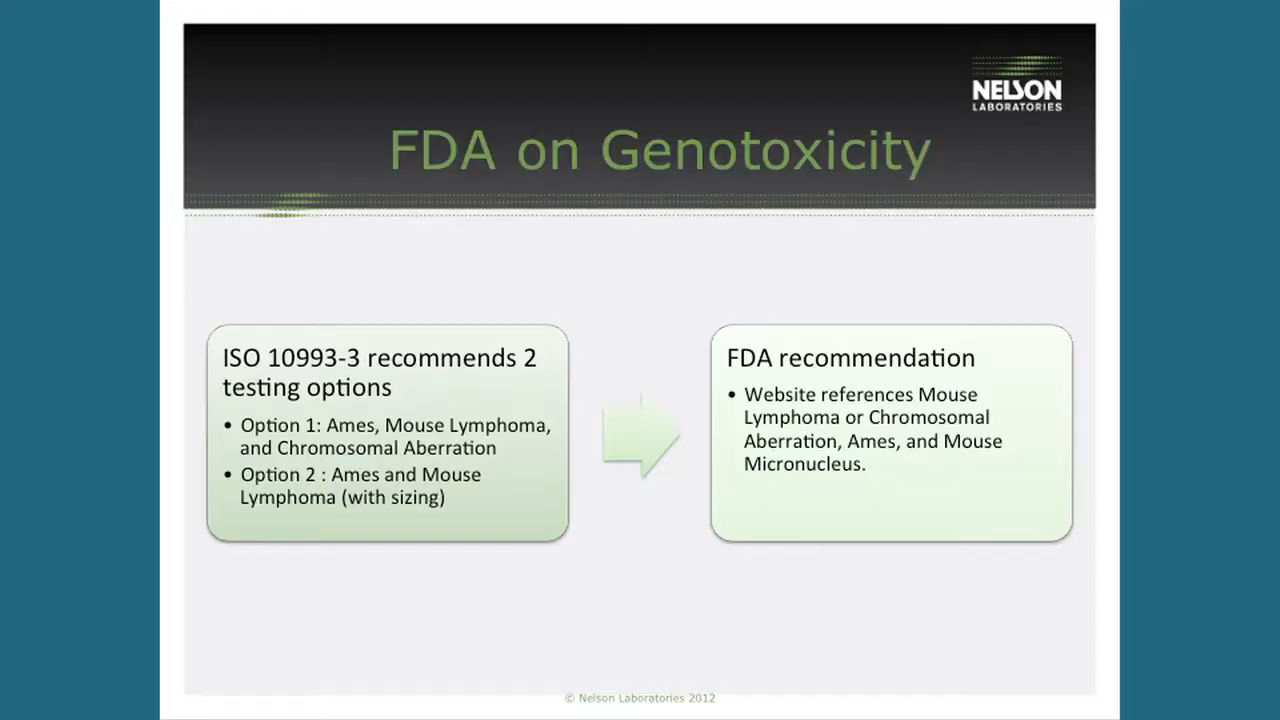 NELSON
LABORATORIES
FDA on Genotoxicity
ISO 10993-3 recommends 2
testing options
• Option 1: Ames, Mouse Lymphoma,
and Chromosomal Aberration
• Option 2 : Ames and Mouse
Lymphoma (with sizing)
FDA recommendation
• Website references Mouse
Lymphoma or Chromosomal
Aberration, Ames, and Mouse
Micronucleus.
© Nelson Laboratories 2012